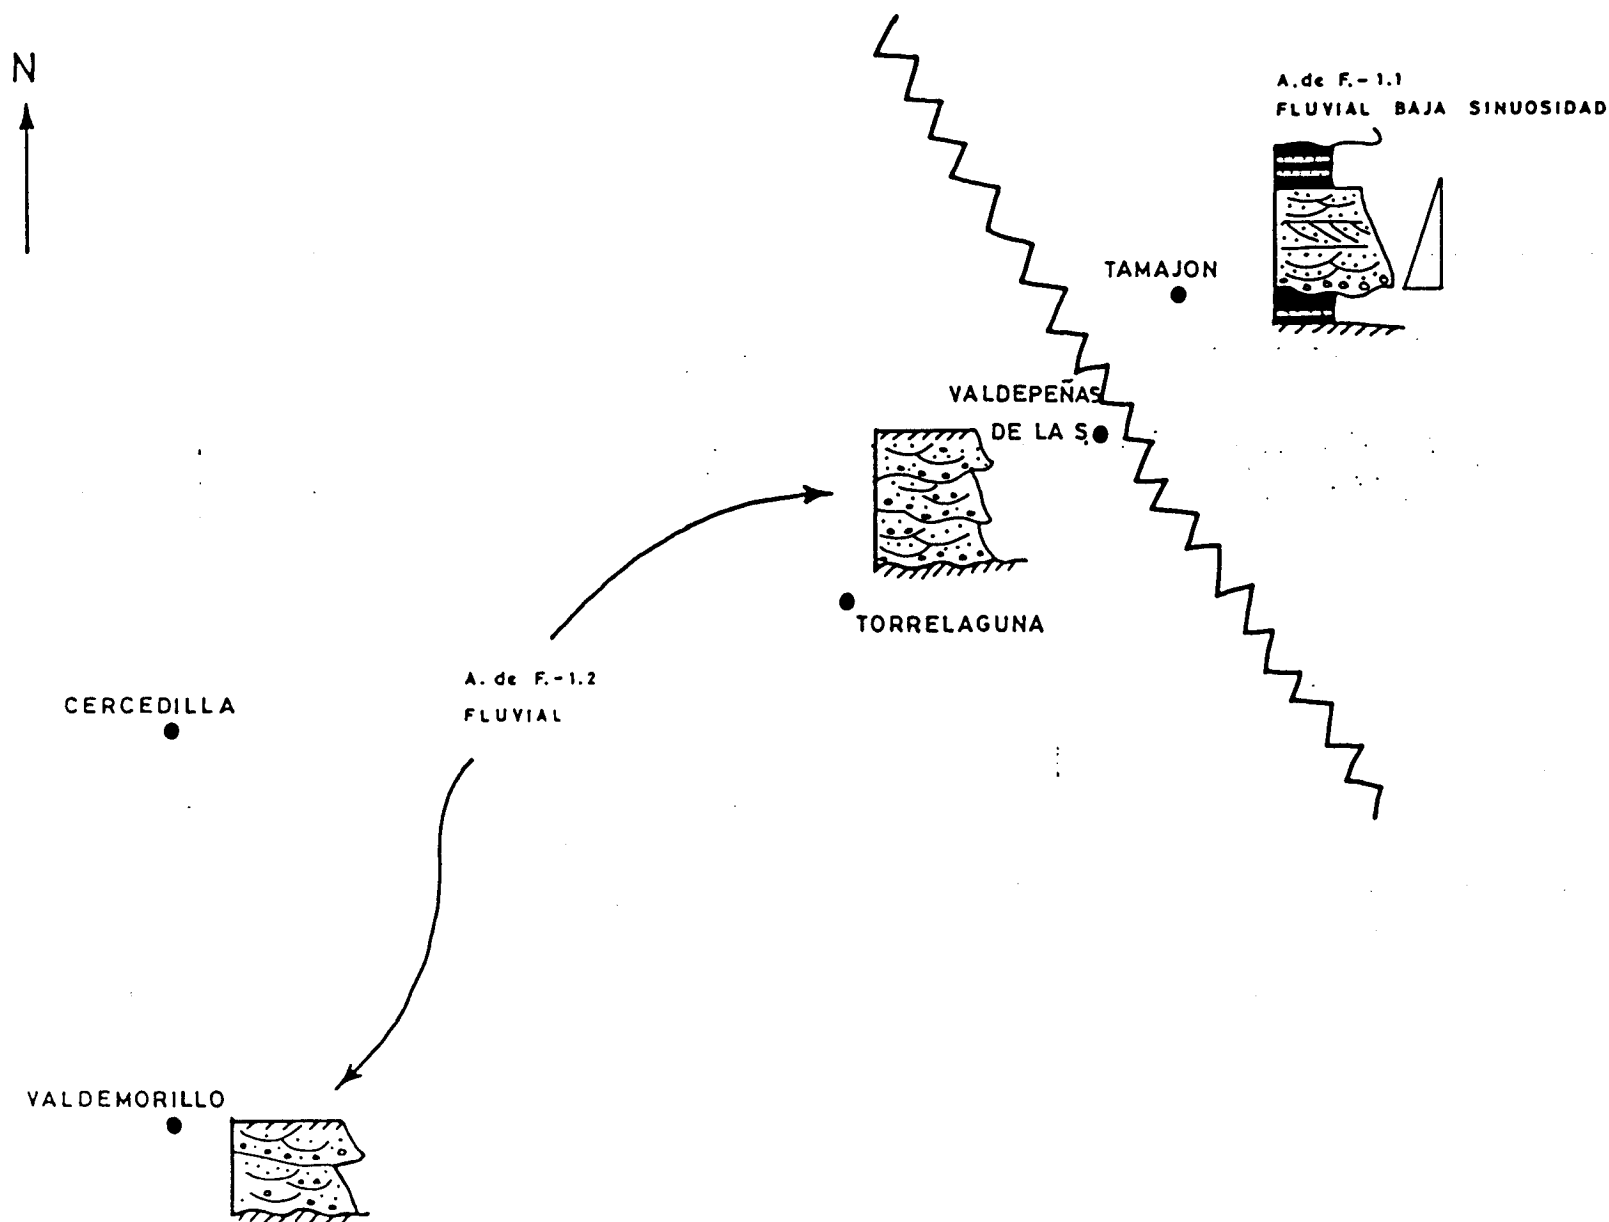 N
A. de F.-1.1
FLUVIAL BAJA SINUOSIDAD
TAMAJON
VALDEPEÑAS
DE LA S.
TORRELAGUNA
A. de F.-1.2
FLUVIAL
CERCEDILLA
VALDEMORILLO